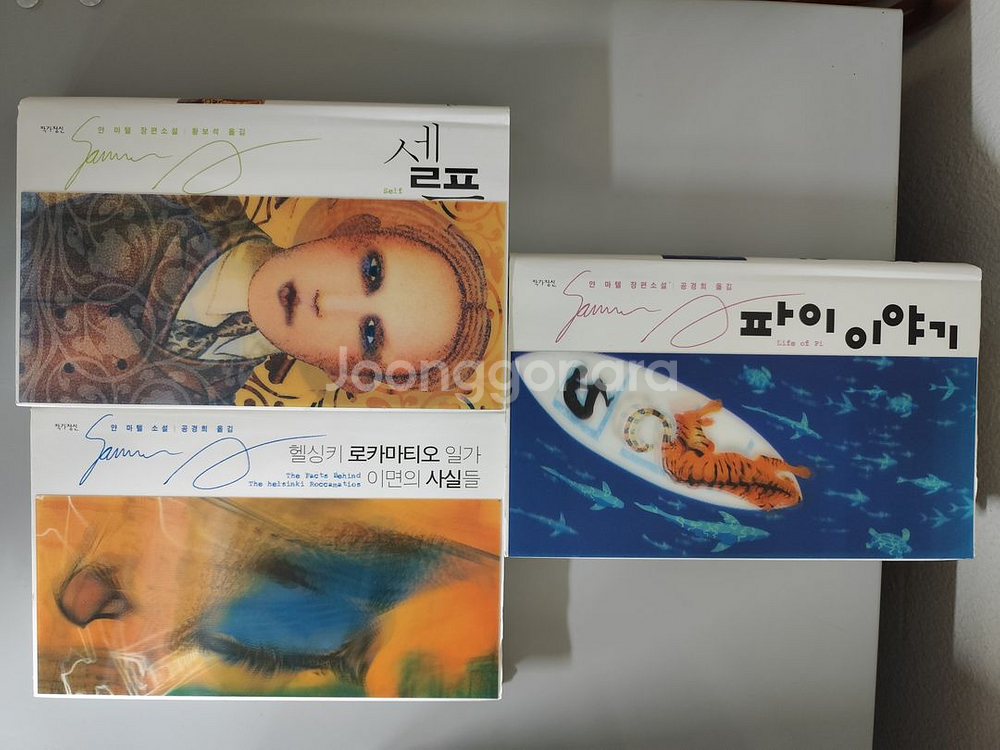 작가정신
얀 마텔 장편소설 | 황보석 옮김
셀프
Self
작가정신
얀 마텔 소설 | 공경희 옮김
헬싱키 로카마티오 일가
이면의 사실들
The Facts Behind
The Helsinki Roccamatios
작가정신
얀 마텔 장편소설 | 공경희 옮김
파이 이야기
Life of Pi
Joonggonara